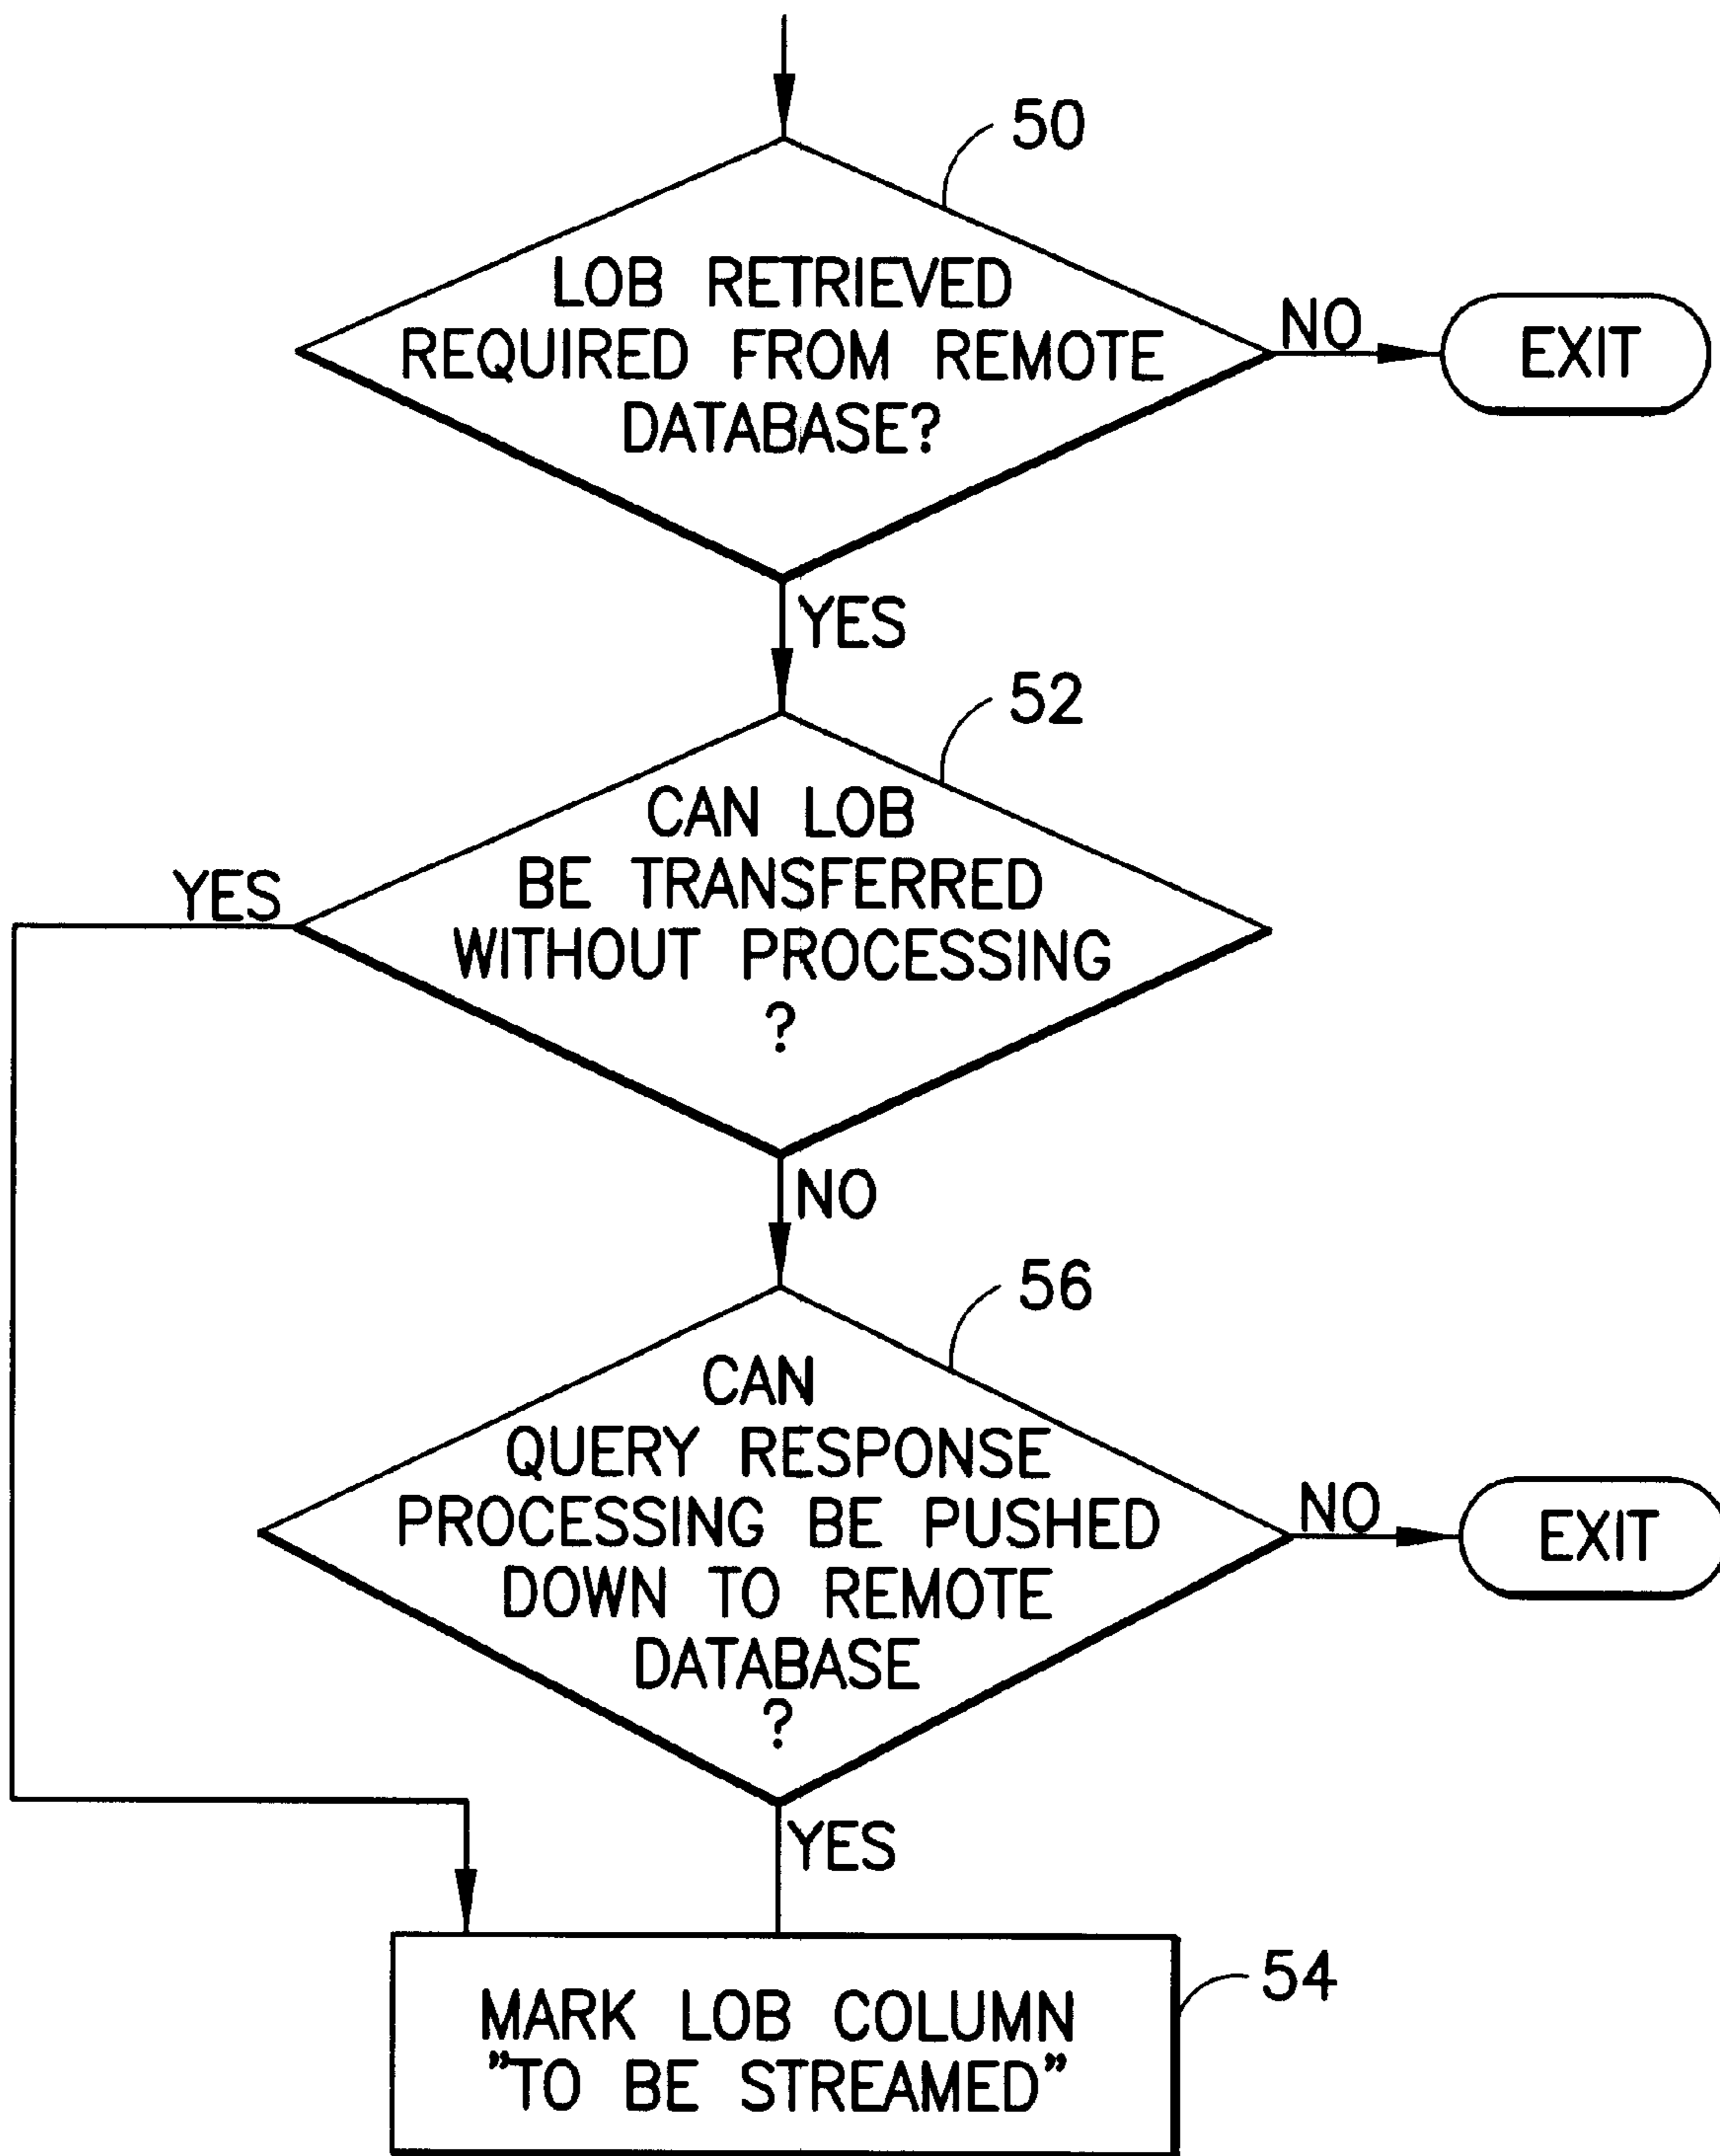 50
LOB RETRIEVED
REQUIRED FROM REMOTE
DATABASE?
NO
EXIT
YES
52
CAN LOB
BE TRANSFERRED
WITHOUT PROCESSING
?
YES
NO
56
CAN
QUERY RESPONSE
PROCESSING BE PUSHED
DOWN TO REMOTE
DATABASE
?
NO
EXIT
YES
54
MARK LOB COLUMN
"TO BE STREAMED"